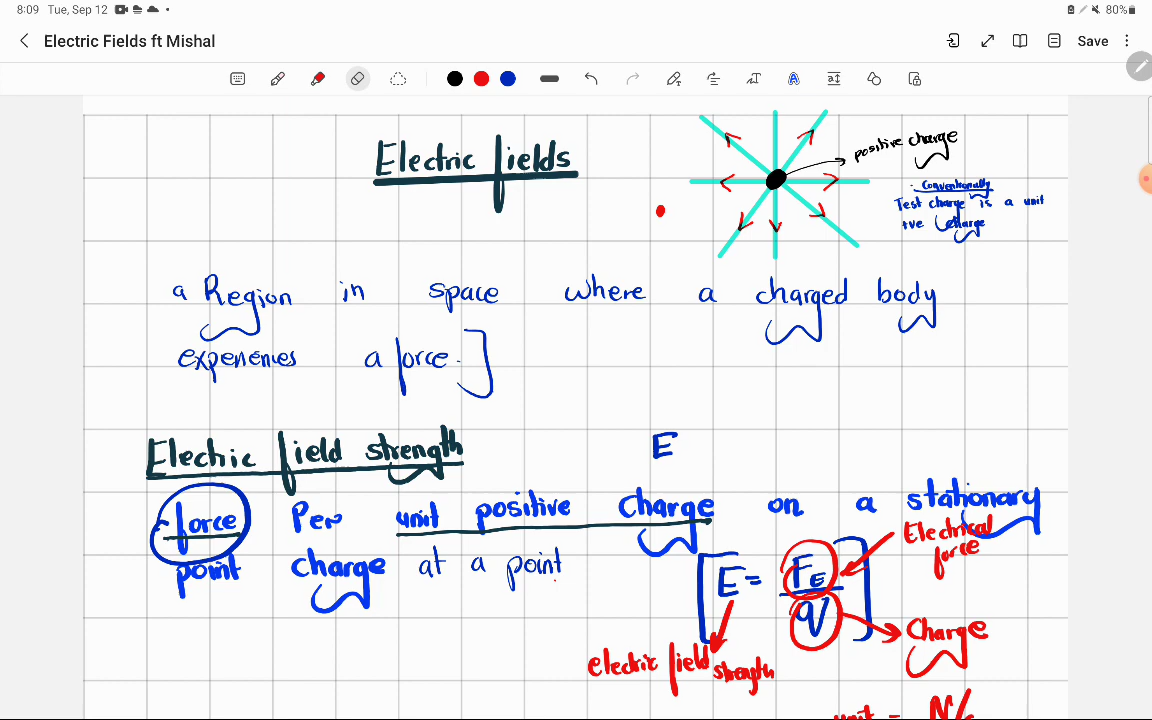 8:09 Tue, Sep 12
80%
Electric Fields ft Mishal
Save
Electric fields
positive charge
Conventionally
Test charge is a unit
+ve charge
a Region in space where a charged body
experiences a force
Electric field strength
E
force Per unit positive charge on a stationary
point charge at a point
E = FE
q
Electrical
force
Charge
electric field strength
unit = N/C